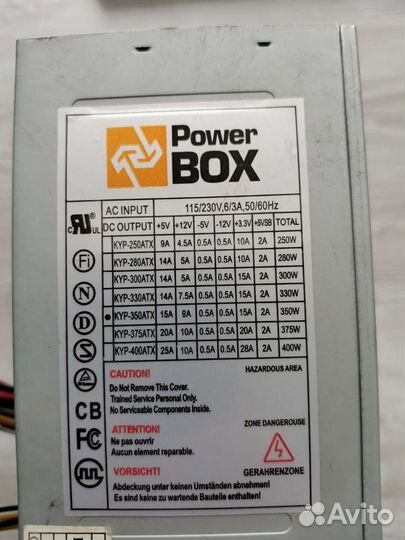 Power
BOX
AC INPUT 115/230V,6/3A,50/60Hz
DC OUTPUT +5V +12V -5V -12V +3.3V +5VSB TOTAL
KYP-250ATX 9A 4.5A 0.5A 0.5A 10A 2A 250W
KYP-280ATX 14A 5A 0.5A 0.5A 10A 2A 280W
KYP-300ATX 14A 5A 0.5A 0.5A 15A 2A 300W
KYP-330ATX 14A 7.5A 0.5A 0.5A 15A 2A 330W
KYP-350ATX 15A 9A 0.5A 0.5A 15A 2A 350W
KYP-375ATX 20A 10A 0.5A 0.5A 20A 2A 375W
KYP-400ATX 25A 10A 0.5A 0.5A 28A 2A 400W
c UL US
Fi
N
D
S
CB
FC
CAUTION! HAZARDOUS AREA
Do Not Remove This Cover.
Trained Service Personal Only.
No Serviceable Components Inside.
ATTENTION! ZONE DANGEROUSE
Ne pas ouvrir
Aucun element reparable.
VORSICHT! GERAHRENZONE
Abdeckung unter keinen Umständen abnehmen!
Es sind keine zu wartende Bauteile enthalten!
Avito